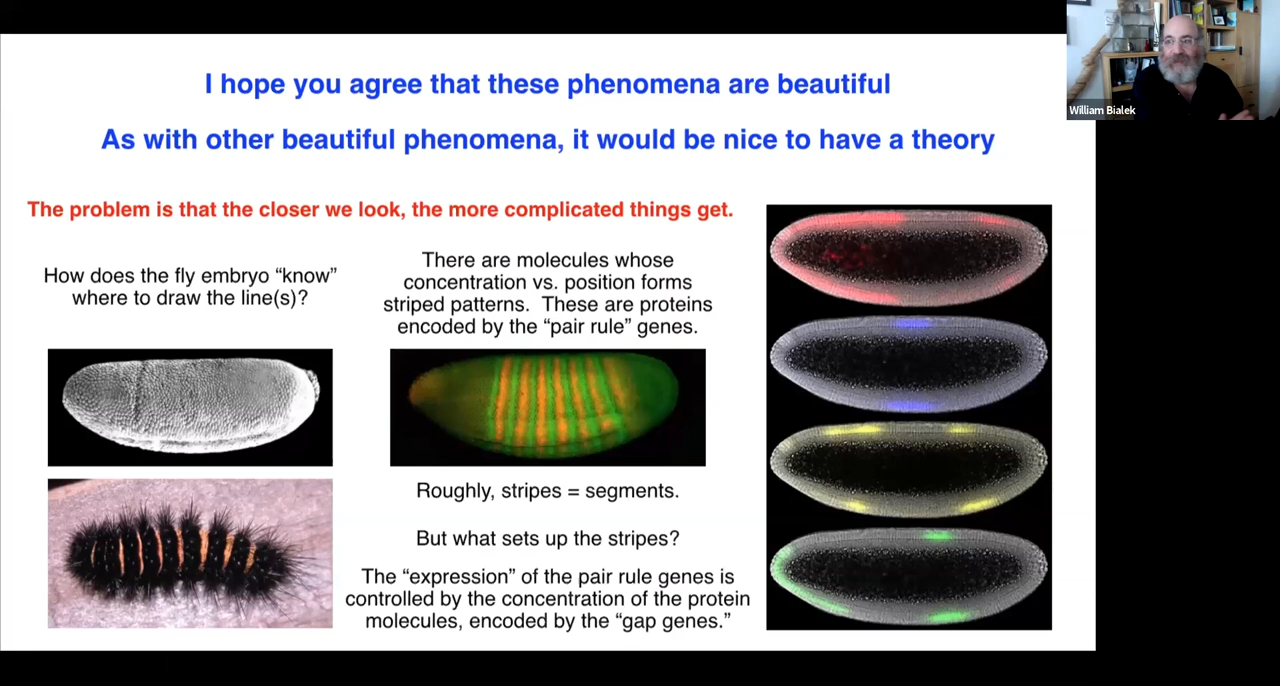 I hope you agree that these phenomena are beautiful
As with other beautiful phenomena, it would be nice to have a theory
The problem is that the closer we look, the more complicated things get.
How does the fly embryo “know”
where to draw the line(s)?
There are molecules whose
concentration vs. position forms
striped patterns.  These are proteins
encoded by the “pair rule” genes.
Roughly, stripes = segments.
But what sets up the stripes?
The “expression” of the pair rule genes is
controlled by the concentration of the protein
molecules, encoded by the “gap genes.”
William Bialek